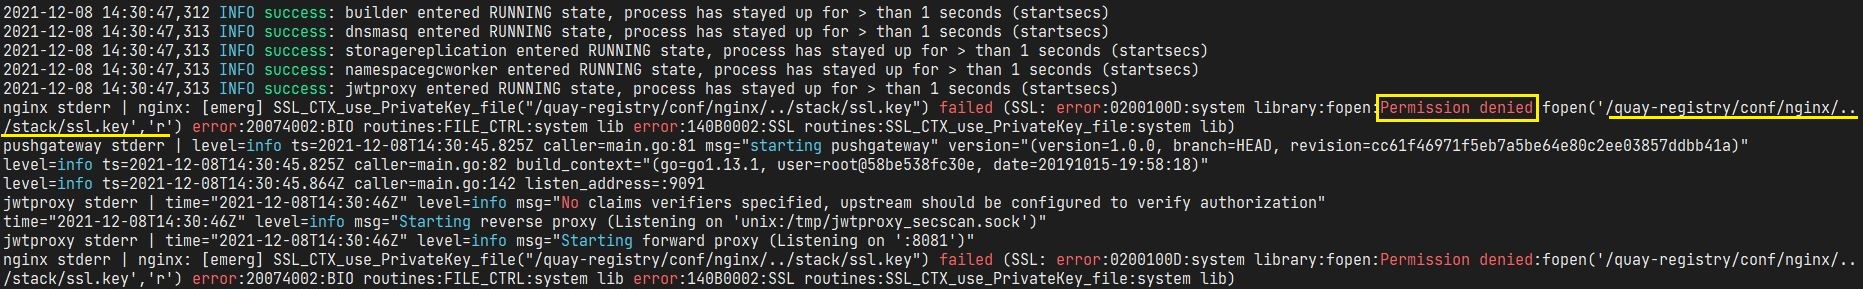 2021-12-08 14:30:47,312 INFO success: builder entered RUNNING state, process has stayed up for > than 1 seconds (startsecs)
2021-12-08 14:30:47,313 INFO success: dnsmasq entered RUNNING state, process has stayed up for > than 1 seconds (startsecs)
2021-12-08 14:30:47,313 INFO success: storagereplication entered RUNNING state, process has stayed up for > than 1 seconds (startsecs)
2021-12-08 14:30:47,313 INFO success: namespacegcworker entered RUNNING state, process has stayed up for > than 1 seconds (startsecs)
2021-12-08 14:30:47,313 INFO success: jwtproxy entered RUNNING state, process has stayed up for > than 1 seconds (startsecs)
nginx stderr | nginx: [emerg] SSL_CTX_use_PrivateKey_file("/quay-registry/conf/nginx/../stack/ssl.key") failed (SSL: error:0200100D:system library:fopen:Permission denied:fopen('/quay-registry/conf/nginx/..
/stack/ssl.key','r') error:20074002:BIO routines:FILE_CTRL:system lib error:140B0002:SSL routines:SSL_CTX_use_PrivateKey_file:system lib)
pushgateway stderr | level=info ts=2021-12-08T14:30:45.825Z caller=main.go:81 msg="starting pushgateway" version="(version=1.0.0, branch=HEAD, revision=cc61f46971f5eb7a5be64e80c2ee03857ddbb41a)"
level=info ts=2021-12-08T14:30:45.825Z caller=main.go:82 build_context="(go=go1.13.1, user=root@58be538fc30e, date=20191015-19:58:18)"
level=info ts=2021-12-08T14:30:45.864Z caller=main.go:142 listen_address=:9091
jwtproxy stderr | time="2021-12-08T14:30:46Z" level=info msg="No claims verifiers specified, upstream should be configured to verify authorization"
time="2021-12-08T14:30:46Z" level=info msg="Starting reverse proxy (Listening on 'unix:/tmp/jwtproxy_secscan.sock')"
jwtproxy stderr | time="2021-12-08T14:30:46Z" level=info msg="Starting forward proxy (Listening on ':8081')"
nginx stderr | nginx: [emerg] SSL_CTX_use_PrivateKey_file("/quay-registry/conf/nginx/../stack/ssl.key") failed (SSL: error:0200100D:system library:fopen:Permission denied:fopen('/quay-registry/conf/nginx/..
/stack/ssl.key','r') error:20074002:BIO routines:FILE_CTRL:system lib error:140B0002:SSL routines:SSL_CTX_use_PrivateKey_file:system lib)